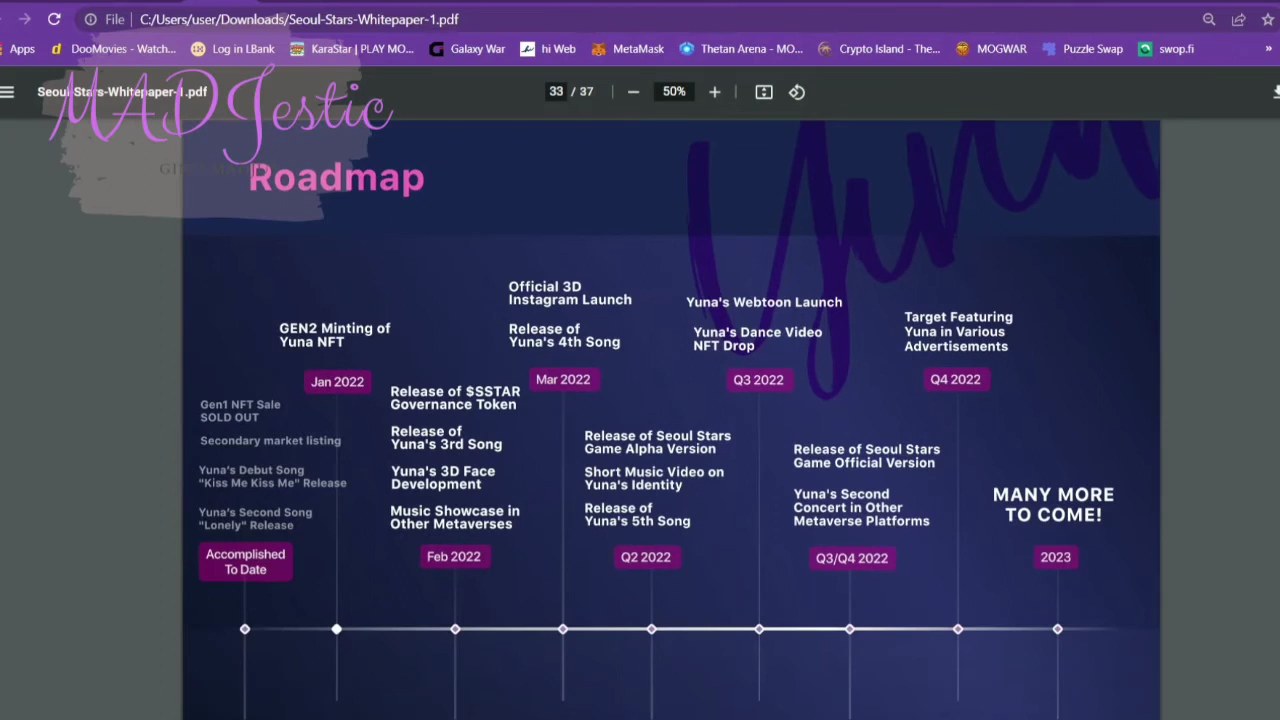 File
C:/Users/user/Downloads/Seoul-Stars-Whitepaper-1.pdf
Apps
DooMovies - Watch...
Log in LBank
KaraStar | PLAY MO...
Galaxy War
hi Web
MetaMask
Thetan Arena - MO...
Crypto Island - The...
MOGWAR
Puzzle Swap
swop.fi
»
Seoul-Stars-Whitepaper-1.pdf
33 / 37
50%
MADJestic
Roadmap
Yuna
GEN2 Minting of
Yuna NFT
Jan 2022
Official 3D
Instagram Launch
Release of
Yuna's 4th Song
Mar 2022
Yuna's Webtoon Launch
Yuna's Dance Video
NFT Drop
Q3 2022
Target Featuring
Yuna in Various
Advertisements
Q4 2022
Gen1 NFT Sale
SOLD OUT
Secondary market listing
Yuna's Debut Song
"Kiss Me Kiss Me" Release
Yuna's Second Song
"Lonely" Release
Accomplished
To Date
Release of $SSTAR
Governance Token
Release of
Yuna's 3rd Song
Yuna's 3D Face
Development
Music Showcase in
Other Metaverses
Feb 2022
Release of Seoul Stars
Game Alpha Version
Short Music Video on
Yuna's Identity
Release of
Yuna's 5th Song
Q2 2022
Release of Seoul Stars
Game Official Version
Yuna's Second
Concert in Other
Metaverse Platforms
Q3/Q4 2022
MANY MORE
TO COME!
2023